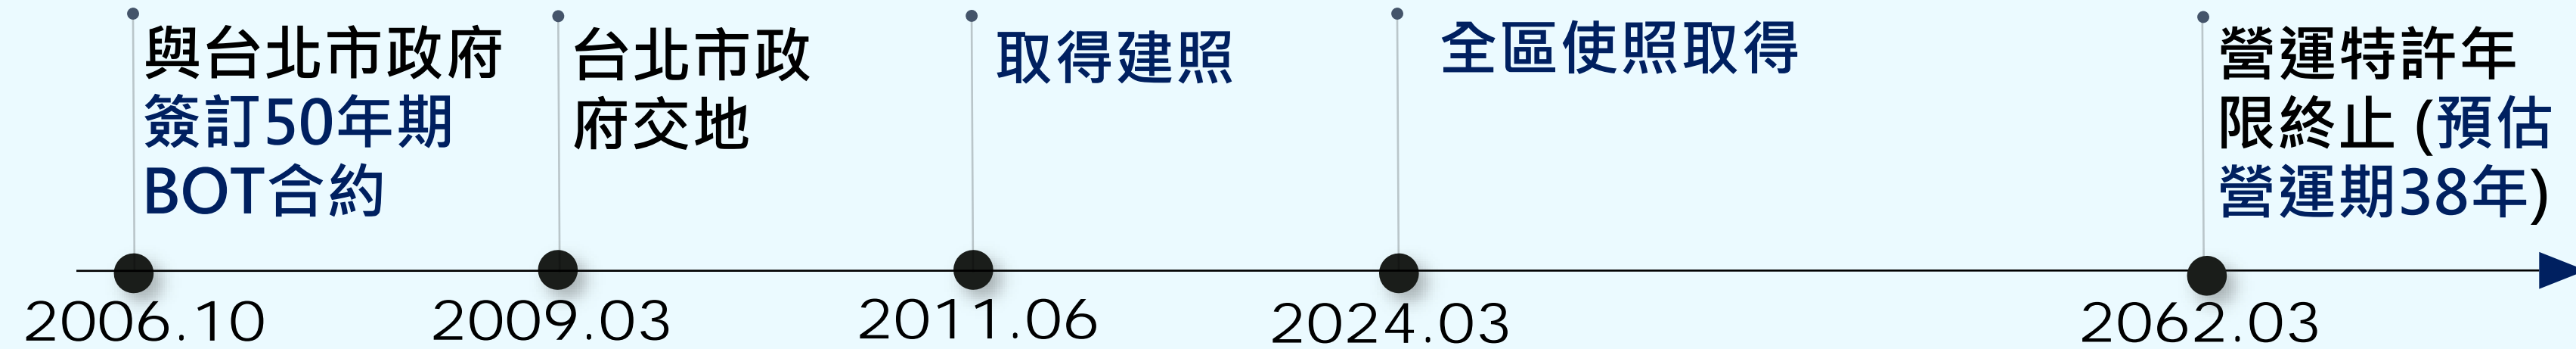 與台北市政府
簽訂50年期
BOT合約
台北市政
府交地
取得建照
全區使照取得
營運特許年
限終止 (預估
營運期38年)
2006.10
2009.03
2011.06
2024.03
2062.03